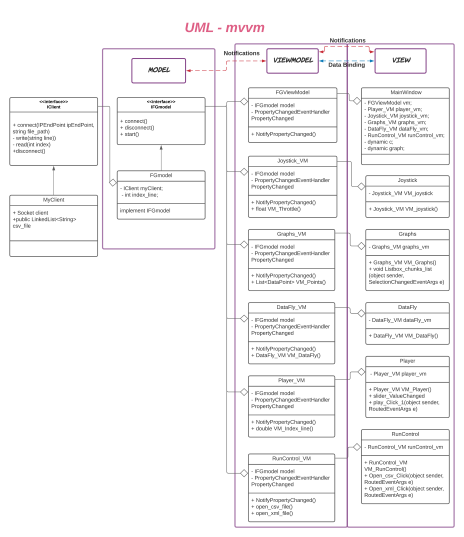 UML - mvvm
Notifications
Notifications
MODEL
VIEWMODEL
VIEW
Data Binding
<<interface>>
IClient
+ connect(IPEndPoint ipEndPoint,
string file_path)
- write(string line))
- read(int index)
+disconnect()
MyClient
+ Socket client
+public LinkedList<String>
csv_file
<<interface>>
IFGmodel
+ connect()
+ disconnect()
+ start()
FGmodel
- IClient myClient;
- int index_line;
implement IFGmodel
FGViewModel
- IFGmodel model
- PropertyChangedEventHandler
PropertyChanged
+ NotifyPropertyChanged()
Joystick_VM
- IFGmodel model
- PropertyChangedEventHandler
PropertyChanged
+ NotifyPropertyChanged()
+ float VM_Throttle()
Graphs_VM
- IFGmodel model
- PropertyChangedEventHandler
PropertyChanged
+ NotifyPropertyChanged()
+ List<DataPoint> VM_Points()
DataFly_VM
- IFGmodel model
- PropertyChangedEventHandler
PropertyChanged
+ NotifyPropertyChanged()
+ DataFly_VM VM_DataFly()
Player_VM
- IFGmodel model
- PropertyChangedEventHandler
PropertyChanged
+ NotifyPropertyChanged()
+ double VM_Index_line()
RunControl_VM
- IFGmodel model
- PropertyChangedEventHandler
PropertyChanged
+ NotifyPropertyChanged()
+ open_csv_file()
+ open_xml_file()
MainWindow
- FGViewModel vm;
- Player_VM player_vm;
- Joystick_VM joystick_vm;
- Graphs_VM graphs_vm;
- DataFly_VM dataFly_vm;
- RunControl_VM runControl_vm;
- dynamic c;
- dynamic graph;
Joystick
- Joystick_VM VM_joystick
+ Joystick_VM VM_joystick()
Graphs
- Graphs_VM graphs_vm
+ Graphs_VM VM_Graphs()
+ void Listbox_chunks_list
(object sender,
SelectionChangedEventArgs e)
DataFly
- DataFly_VM dataFly_vm
+ DataFly_VM VM_DataFly()
Player
- Player_VM player_vm
+ Player_VM VM_Player()
+ slider_ValueChanged
+ play_Click_1(object sender,
RoutedEventArgs e)
RunControl
- RunControl_VM runControl_vm
+ RunControl_VM
VM_RunControl()
+ Open_csv_Click(object sender,
RoutedEventArgs e)
+ Open_xml_Click(object sender,
RoutedEventArgs e)